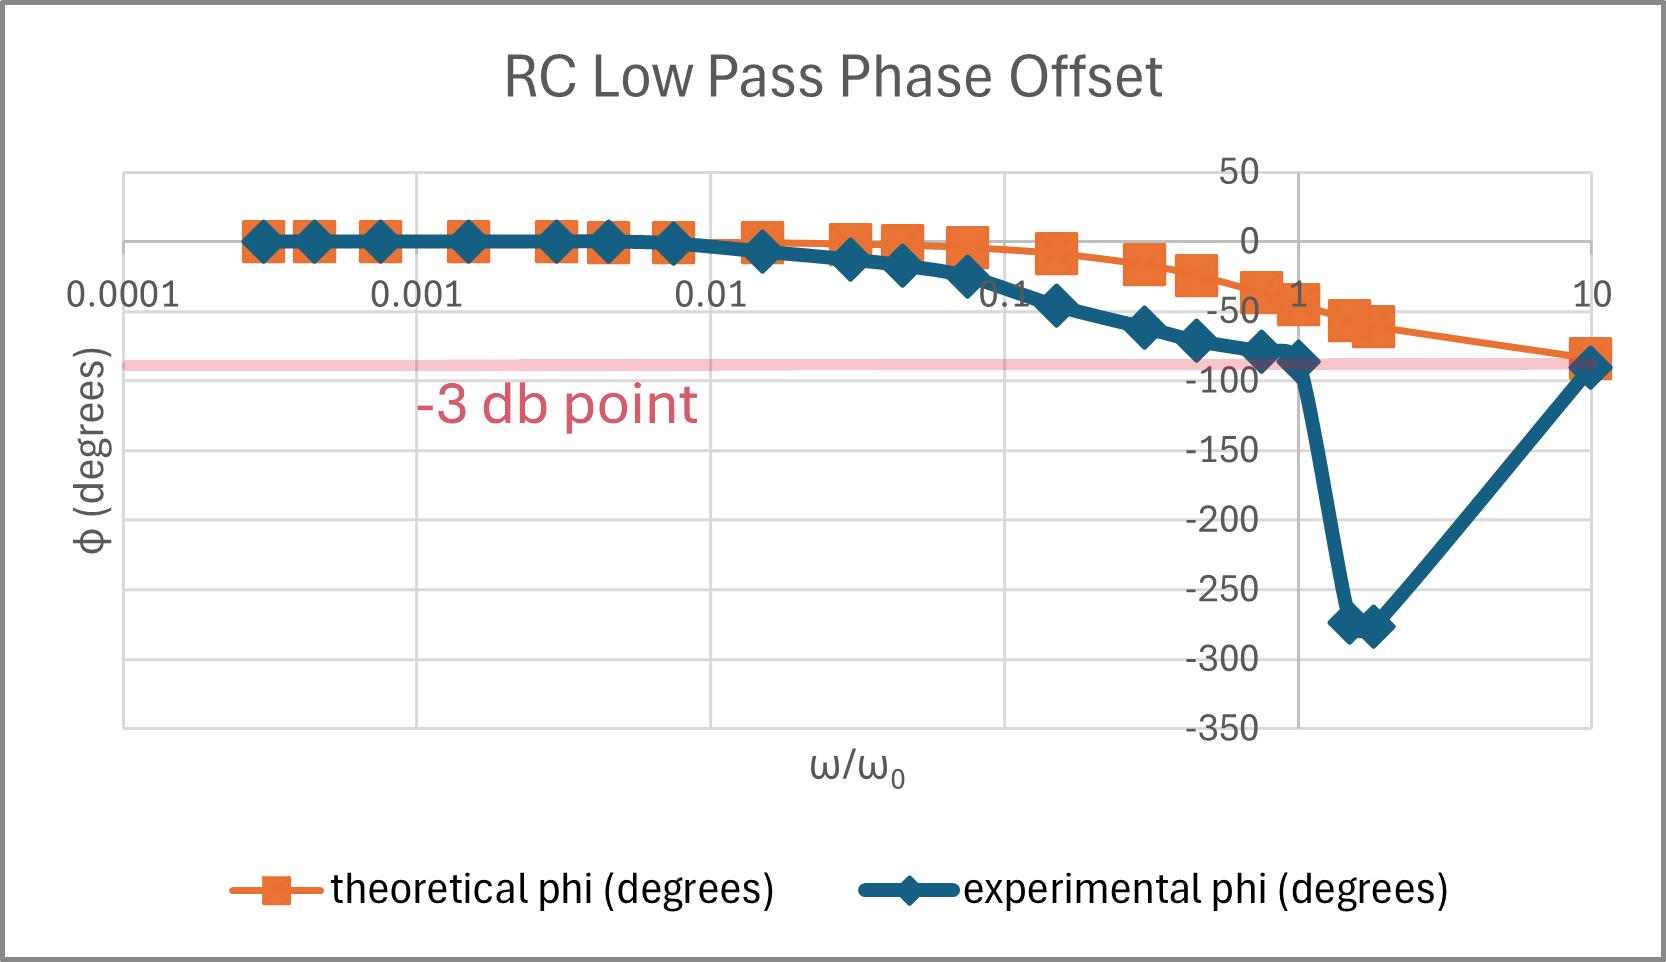 RC Low Pass Phase Offset
50
0
0.0001 0.001 0.01 0.1 1 10
-50
-100
-3 db point
-150
-200
-250
-300
-350
ϕ (degrees)
ω/ω₀
theoretical phi (degrees) experimental phi (degrees)